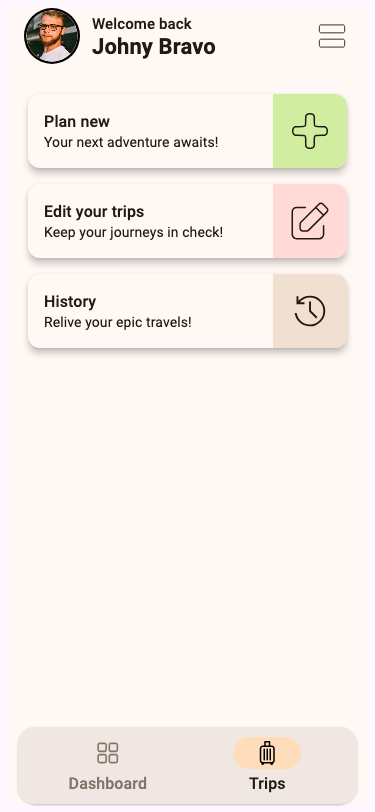 Welcome back
Johny Bravo
Plan new
Your next adventure awaits!
Edit your trips
Keep your journeys in check!
History
Relive your epic travels!
Dashboard
Trips